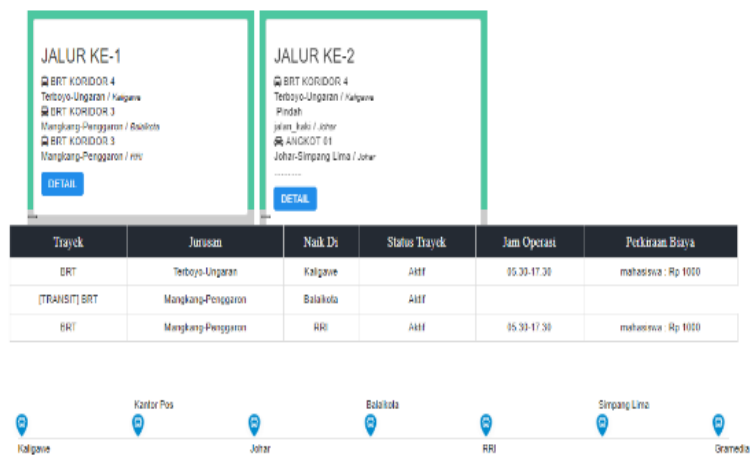 JALUR KE-1
BRT KORIDOR 4
Terboyo-Ungaran / Kaligawe
BRT KORIDOR 3
Mangkang-Penggaron / Balaikota
BRT KORIDOR 3
Mangkang-Penggaron / RRI
DETAIL
JALUR KE-2
BRT KORIDOR 4
Terboyo-Ungaran / Kaligawe
Pindah
jalan_kaki / Johar
ANGKOT 01
Johar-Simpang Lima / Johar
--------
DETAIL
Trayek Jurusan Naik Di Status Trayek Jam Operasi Perkiraan Biaya
BRT Terboyo-Ungaran Kaligawe Aktif 05.30-17.30 mahasiswa : Rp 1000
[TRANSIT] BRT Mangkang-Penggaron Balaikota Aktif
BRT Mangkang-Penggaron RRI Aktif 05.30-17.30 mahasiswa : Rp 1000
Kantor Pos Balaikota Simpang Lima
Kaligawe Johar RRI Gramedia